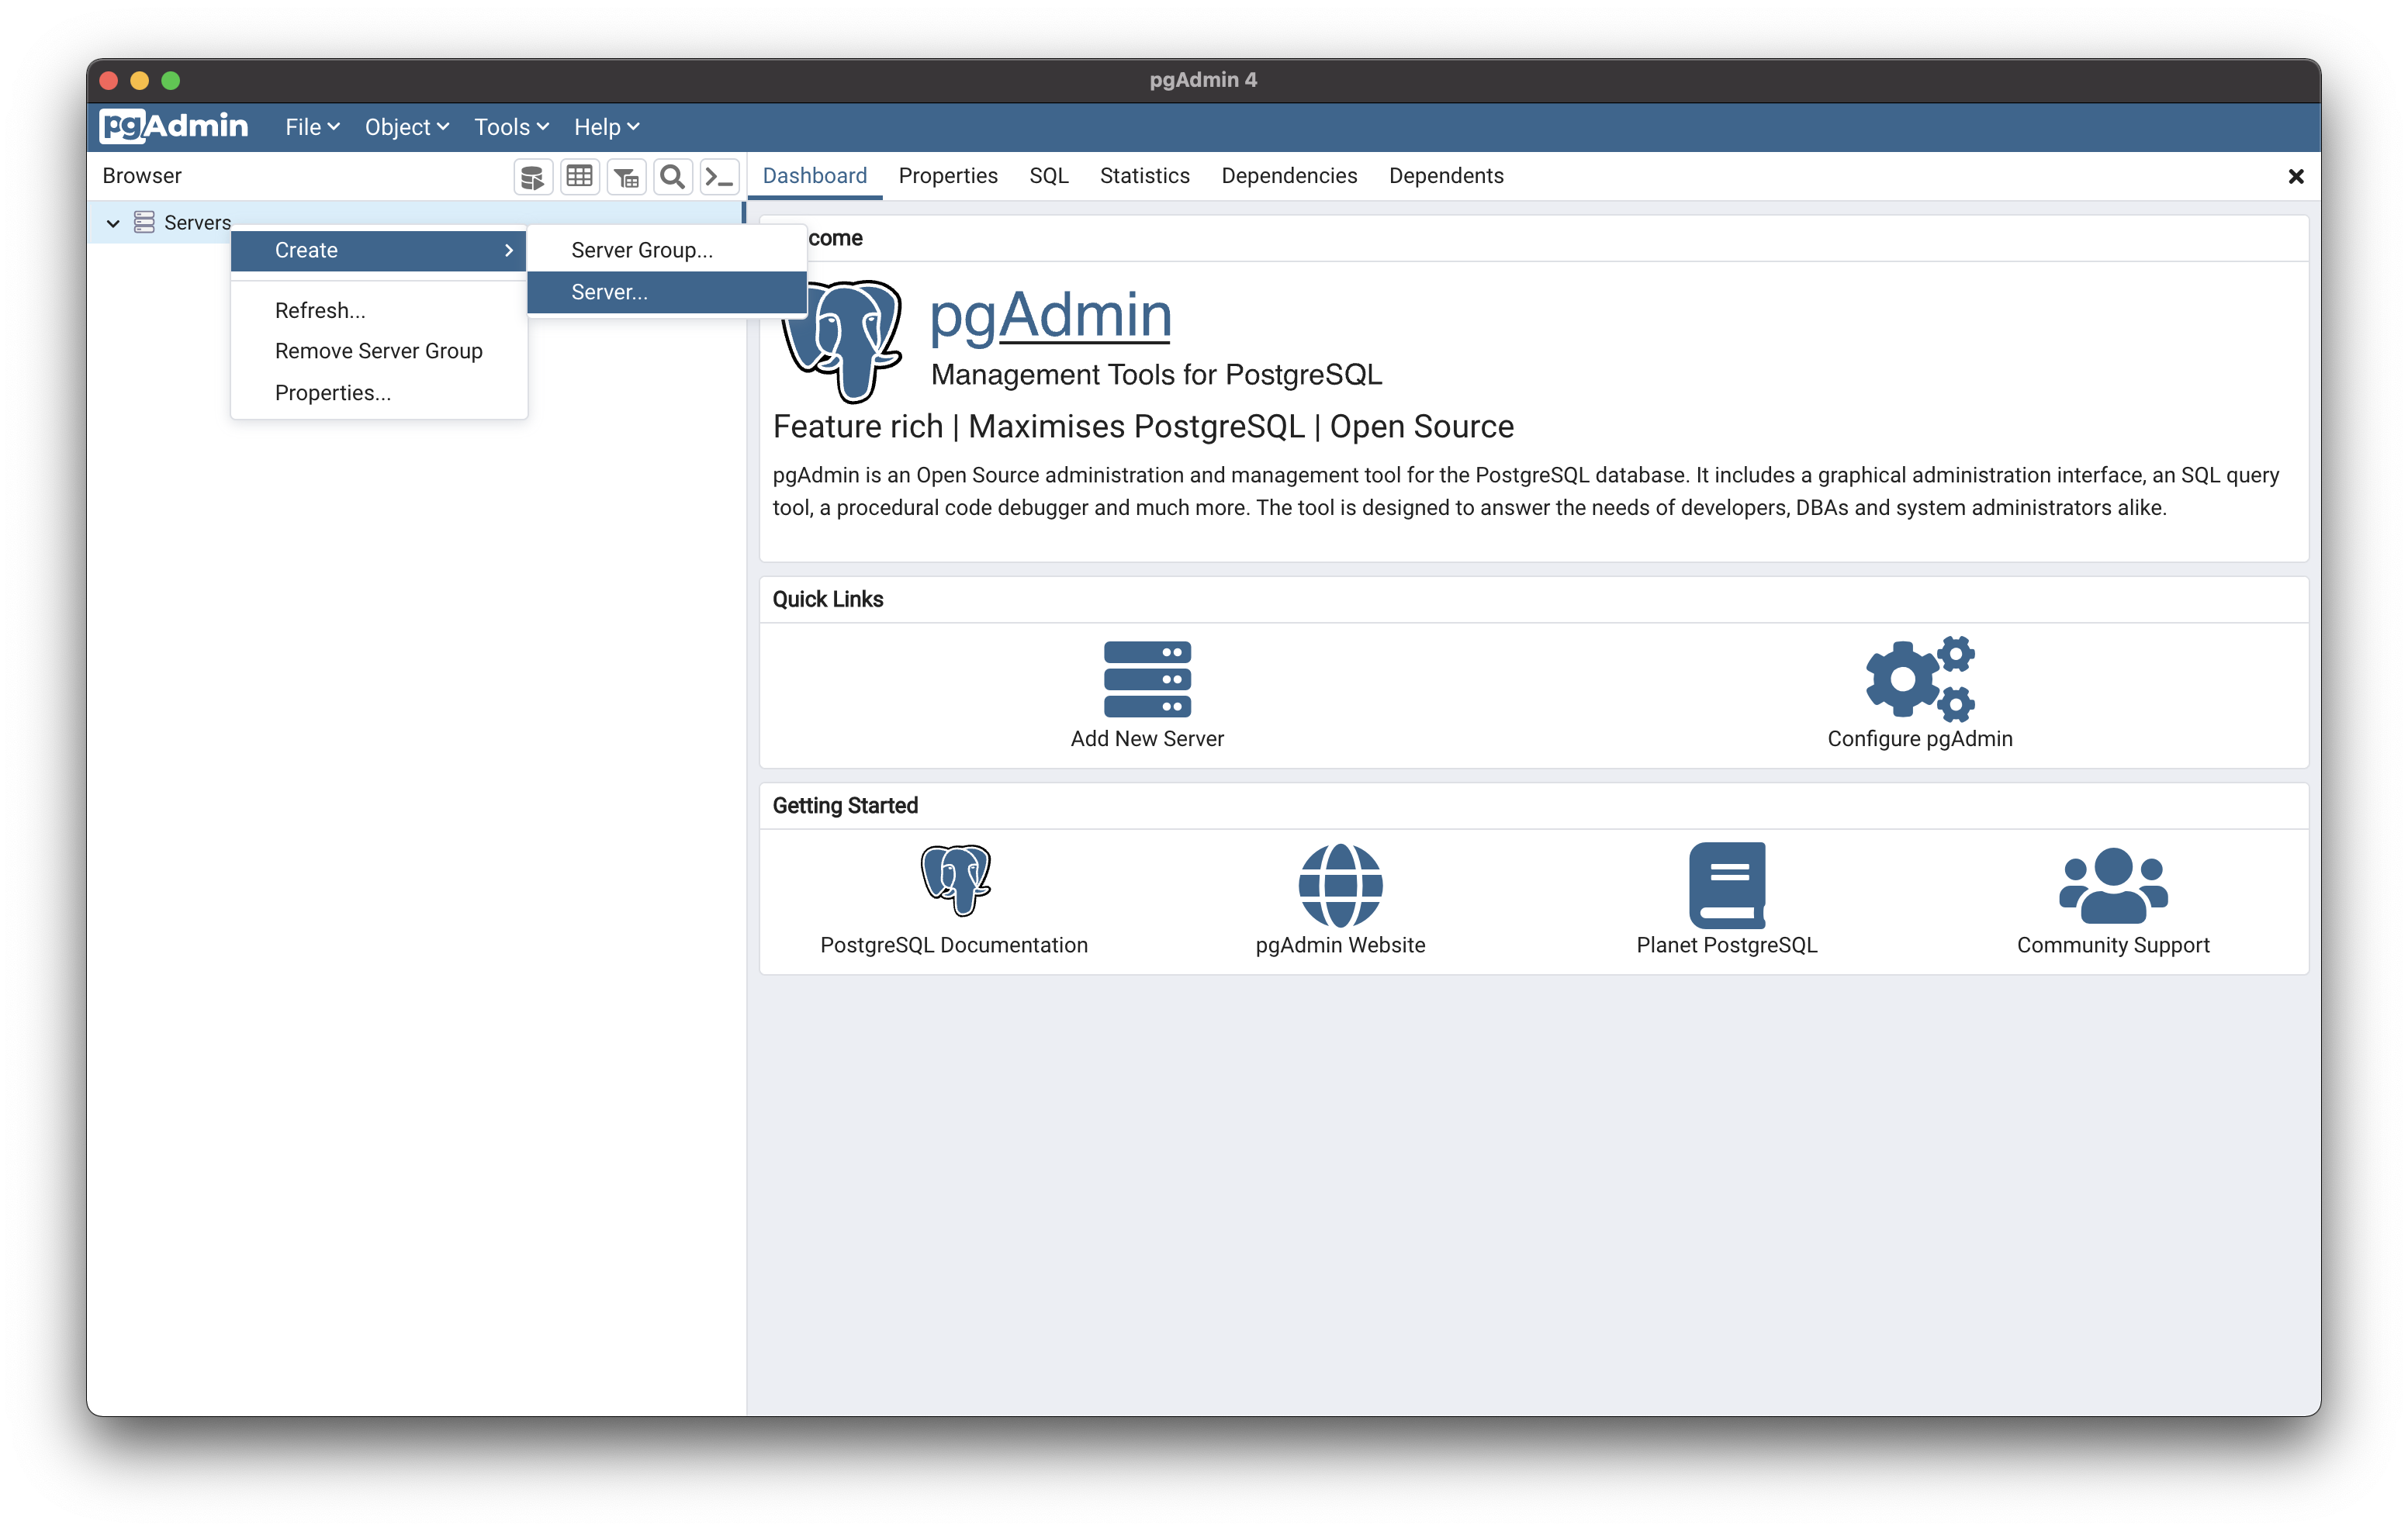 pgAdmin 4
pgAdmin File Object Tools Help
Browser
Dashboard Properties SQL Statistics Dependencies Dependents
Servers
Create
Refresh...
Remove Server Group
Properties...
Server Group...
Server...
come
pgAdmin
Management Tools for PostgreSQL
Feature rich | Maximises PostgreSQL | Open Source
pgAdmin is an Open Source administration and management tool for the PostgreSQL database. It includes a graphical administration interface, an SQL query
tool, a procedural code debugger and much more. The tool is designed to answer the needs of developers, DBAs and system administrators alike.
Quick Links
Add New Server
Configure pgAdmin
Getting Started
PostgreSQL Documentation
pgAdmin Website
Planet PostgreSQL
Community Support